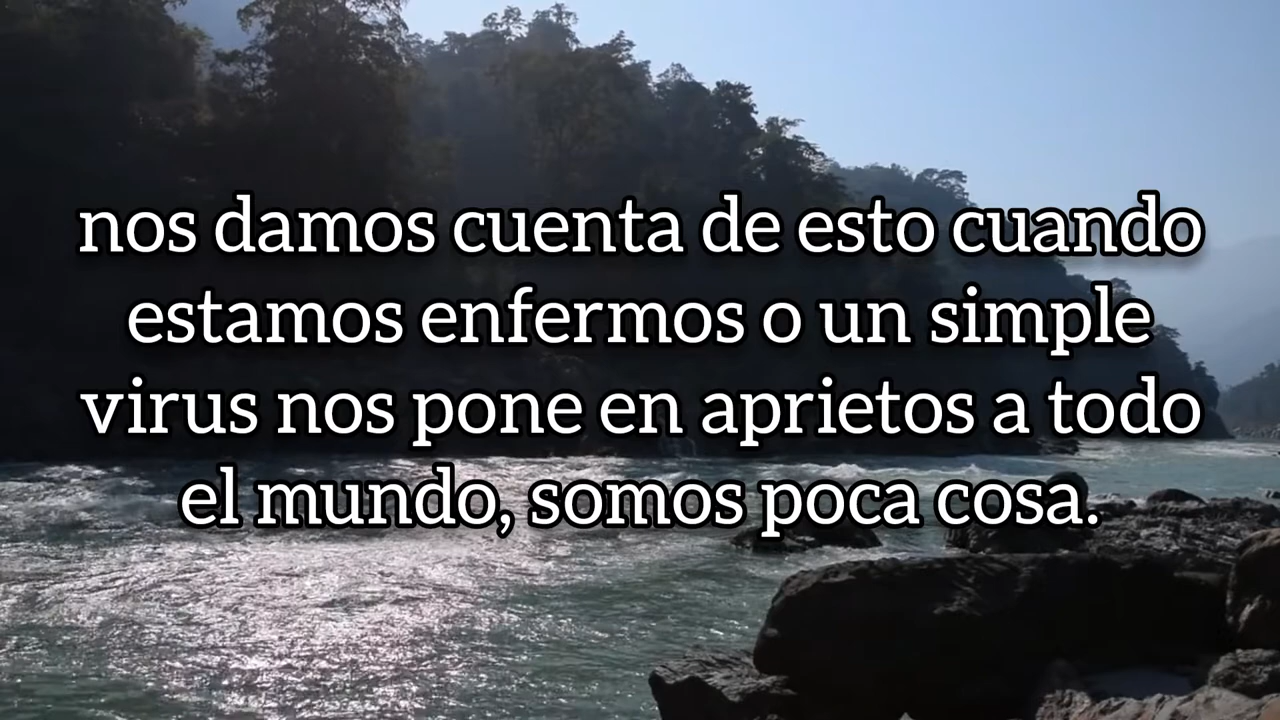 nos damos cuenta de esto cuando
estamos enfermos o un simple
virus nos pone en aprietos a todo
el mundo, somos poca cosa.